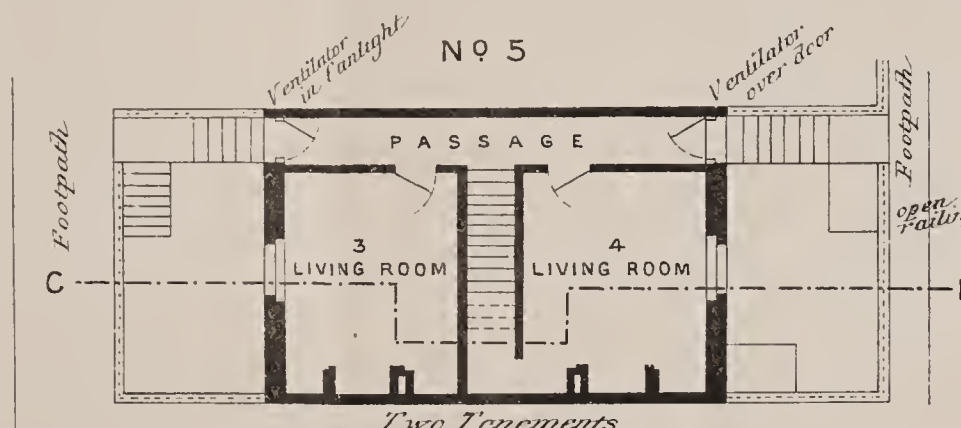 Nº 5
Ventilator
in fanlight
Ventilator
over door
Footpath
Footpath
PASSAGE
open
3
LIVING ROOM
4
LIVING ROOM
C
Two Tenements